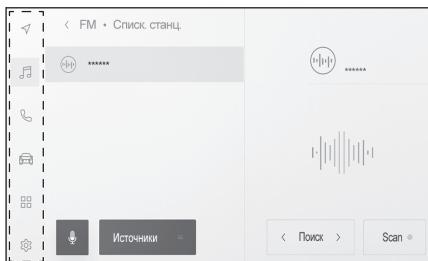 FM • Списк. станц.
******
******
Источники
Поиск
Scan